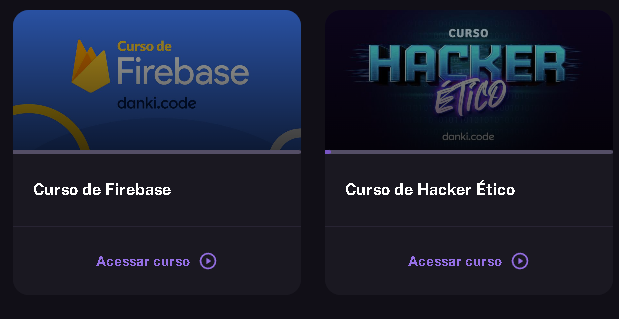 Curso de
Firebase
danki.code
CURSO
HACKER
ÉTICO
danki.code
Curso de Firebase
Curso de Hacker Ético
Acessar curso
Acessar curso